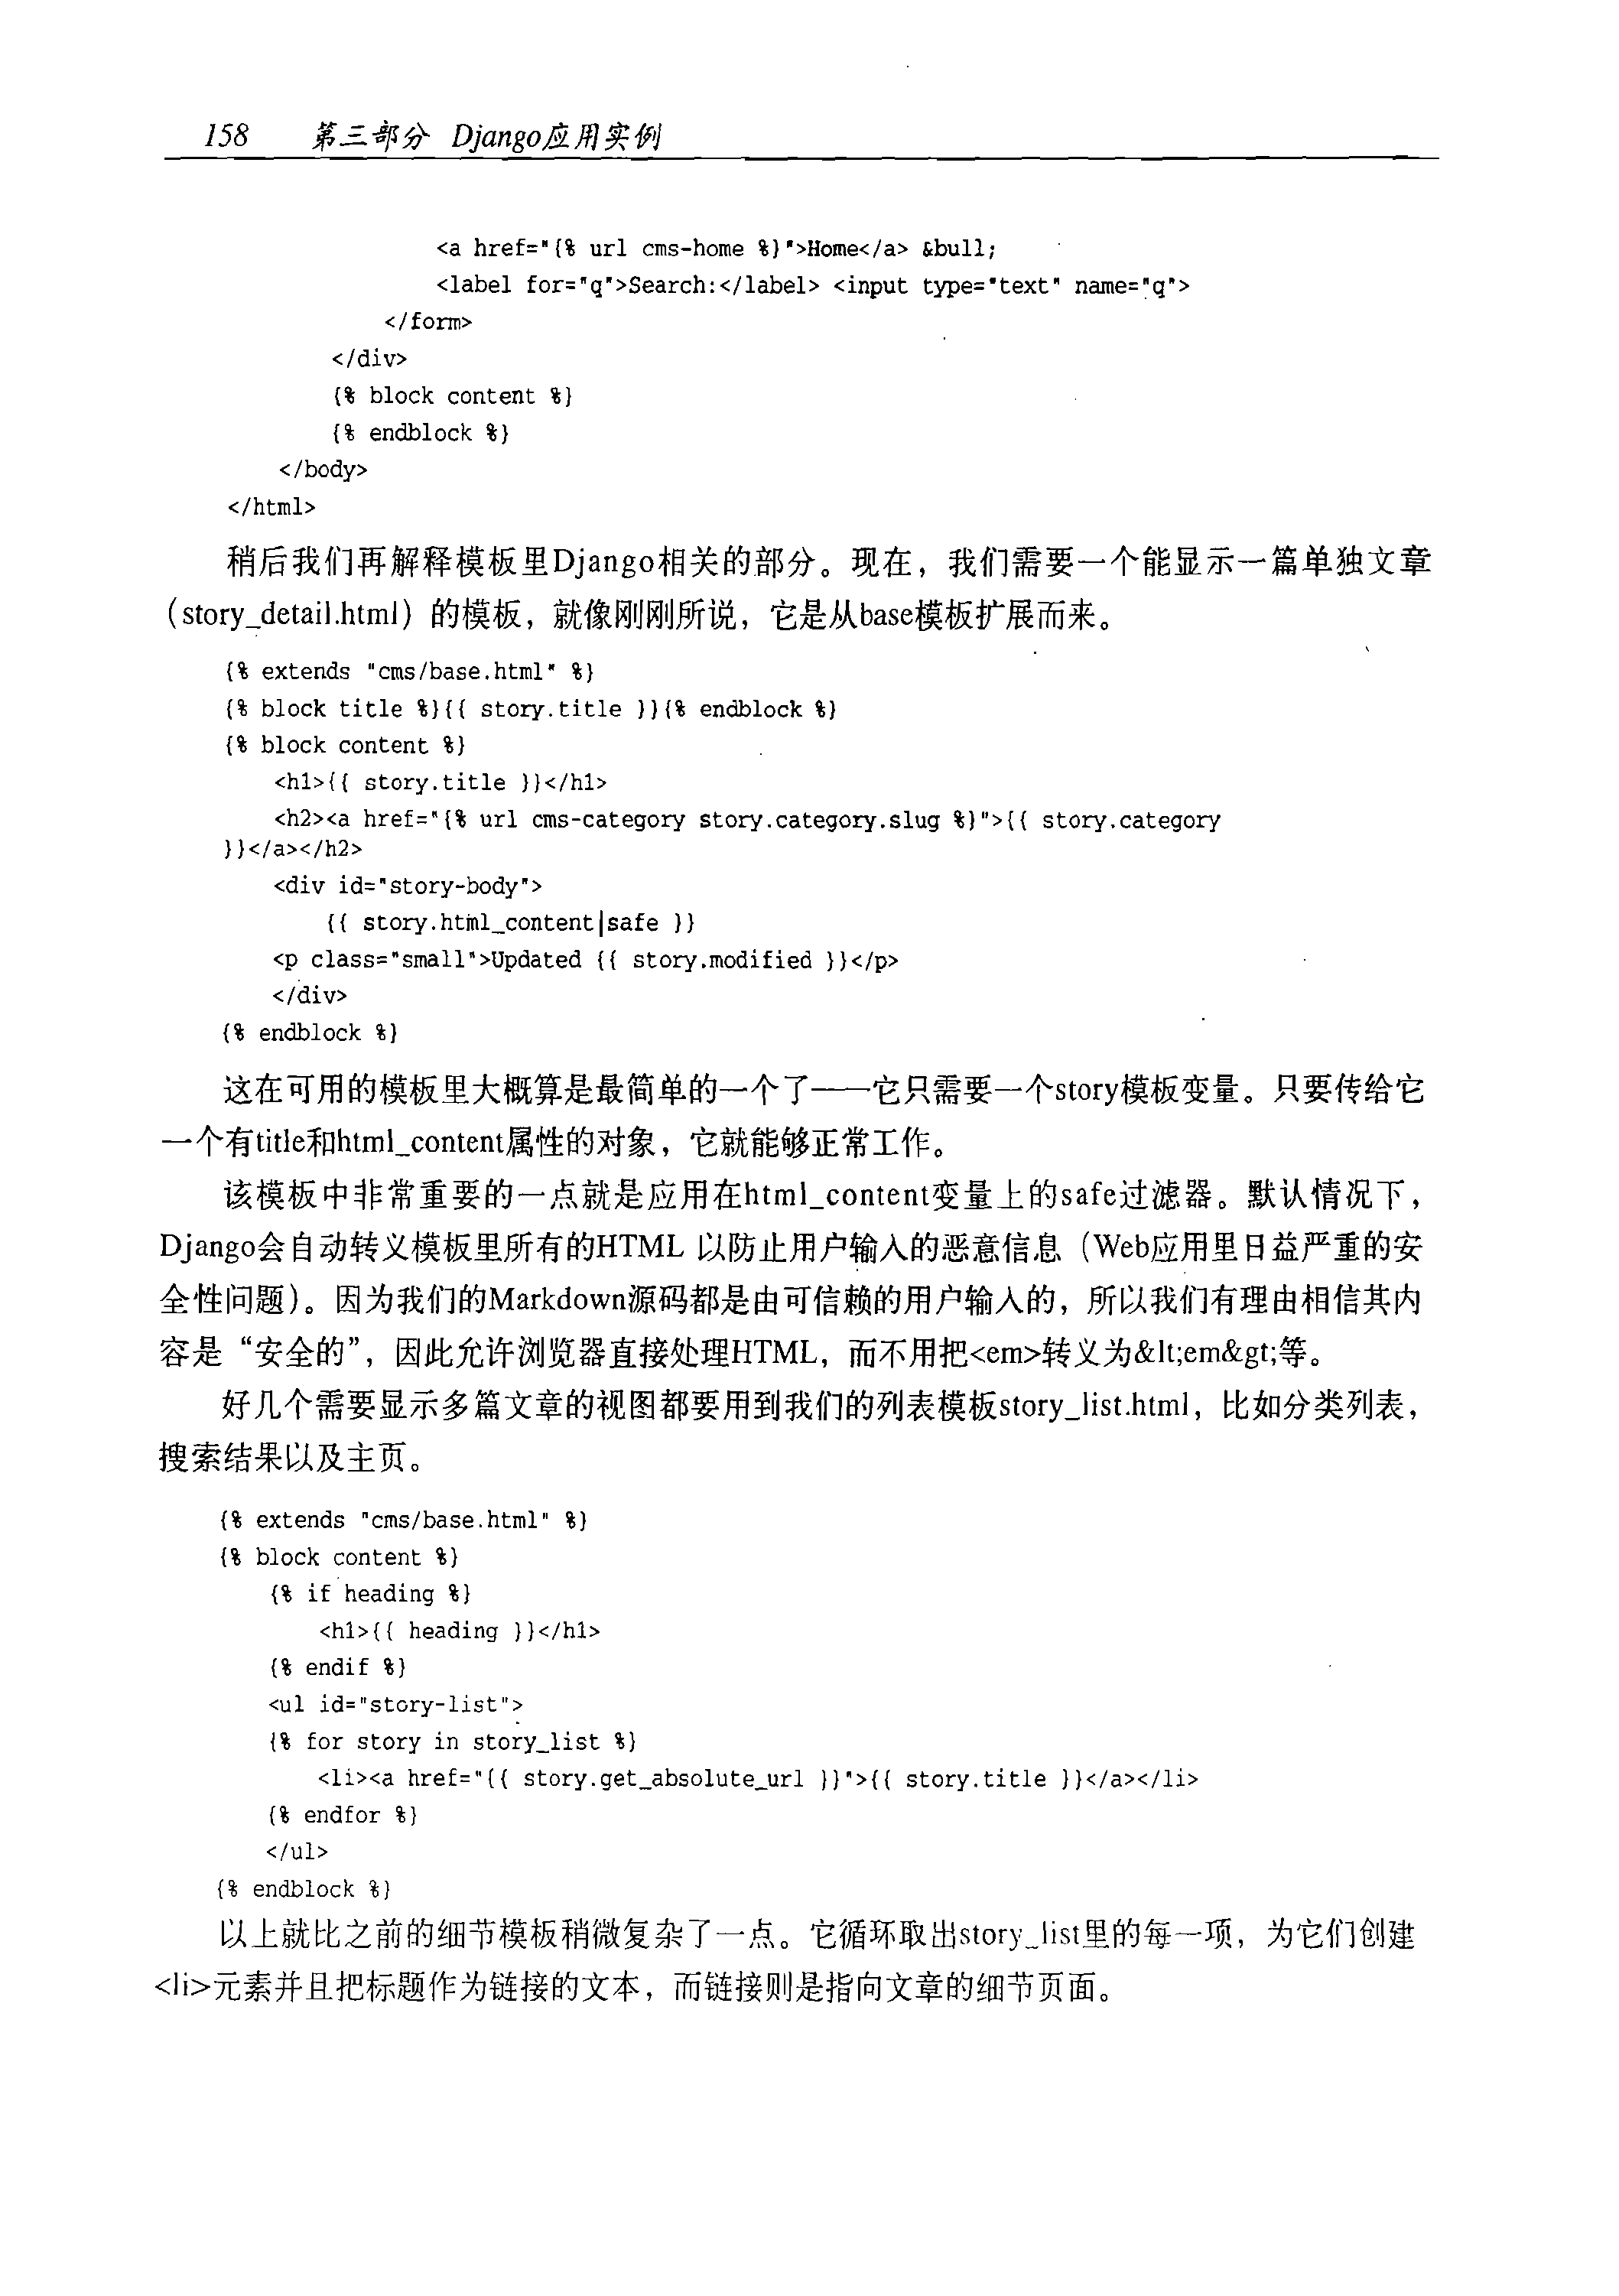 158 第三部分 Django应用实例
<a href="{% url cms-home %}">Home</a> &bull;
<label for="q">Search:</label> <input type="text" name="q">
</form>
</div>
{% block content %}
{% endblock %}
</body>
</html>
稍后我们再解释模板里Django相关的部分。现在，我们需要一个能显示一篇单独文章
（story_detail.html）的模板，就像刚刚所说，它是从base模板扩展而来。
{% extends "cms/base.html" %}
{% block title %}{{ story.title }}{% endblock %}
{% block content %}
<h1>{{ story.title }}</h1>
<h2><a href="{% url cms-category story.category.slug %}">{{ story.category
}}</a></h2>
<div id="story-body">
{{ story.html_content|safe }}
<p class="small">Updated {{ story.modified }}</p>
</div>
{% endblock %}
这在可用的模板里大概算是最简单的一个了——它只需要一个story模板变量。只要传给它
一个有title和html_content属性的对象，它就能够正常工作。
该模板中非常重要的一点就是应用在html_content变量上的safe过滤器。默认情况下，
Django会自动转义模板里所有的HTML 以防止用户输入的恶意信息（Web应用里日益严重的安
全性问题）。因为我们的Markdown源码都是由可信赖的用户输入的，所以我们有理由相信其内
容是“安全的”，因此允许浏览器直接处理HTML，而不用把<em>转义为&lt;em&gt;等。
好几个需要显示多篇文章的视图都要用到我们的列表模板story_list.html，比如分类列表，
搜索结果以及主页。
{% extends "cms/base.html" %}
{% block content %}
{% if heading %}
<h1>{{ heading }}</h1>
{% endif %}
<ul id="story-list">
{% for story in story_list %}
<li><a href="{{ story.get_absolute_url }}">{{ story.title }}</a></li>
{% endfor %}
</ul>
{% endblock %}
以上就比之前的细节模板稍微复杂了一点。它循环取出story_list里的每一项，为它们创建
<li>元素并且把标题作为链接的文本，而链接则是指向文章的细节页面。